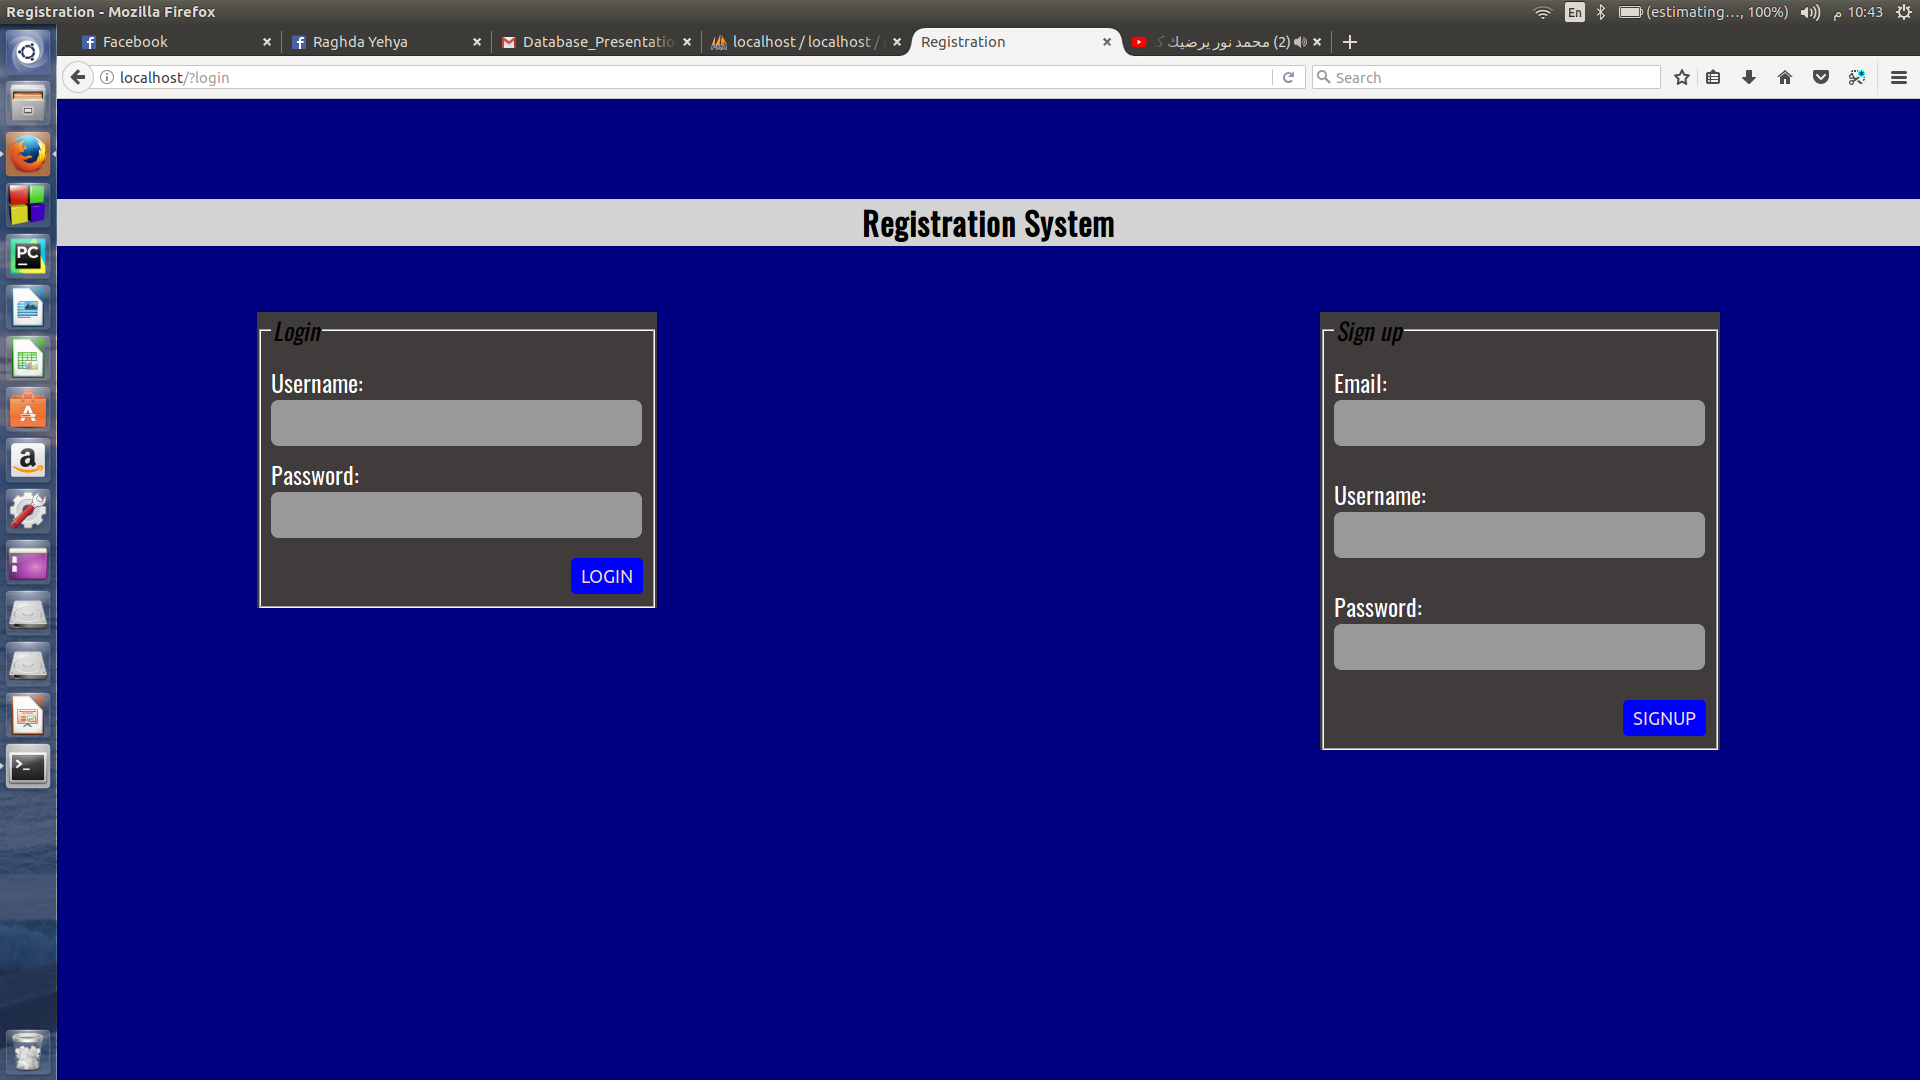 Registration - Mozilla Firefox
En (estimating..., 100%) 10:43 م
Facebook
Raghda Yehya
Database_Presentatio
localhost / localhost /
Registration
(2) محمد نور يرضيك
localhost/?login
Search
Registration System
Login
Username:
Password:
LOGIN
Sign up
Email:
Username:
Password:
SIGNUP
PC
a
>_